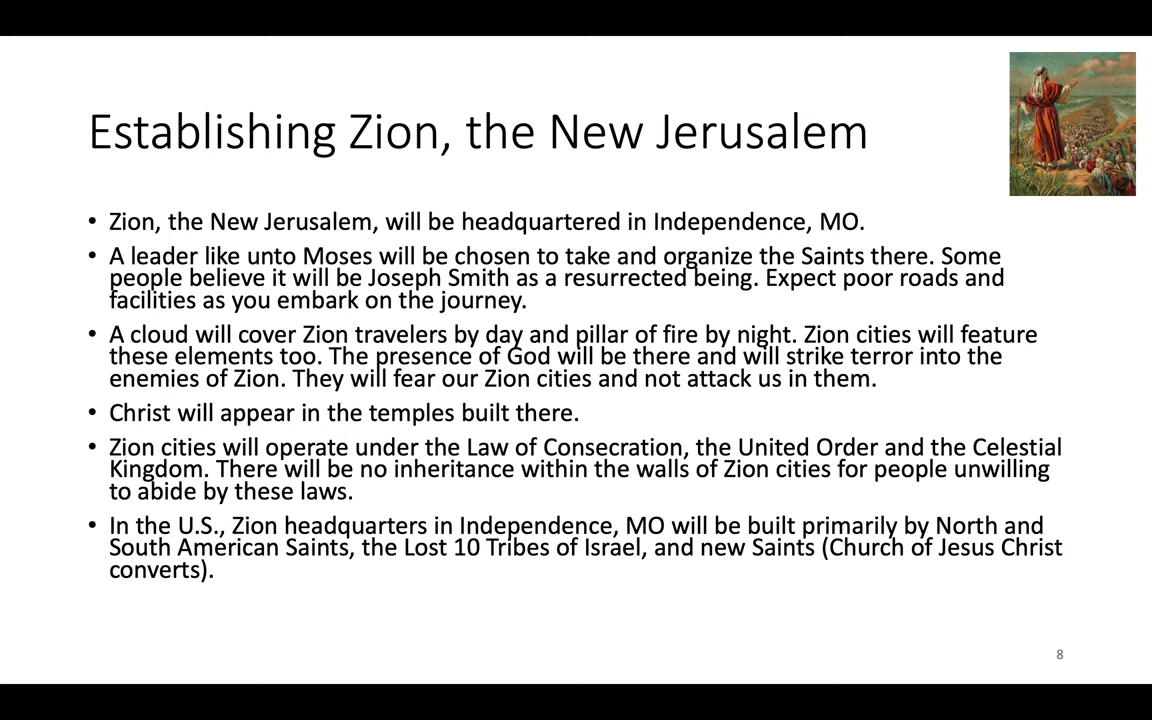 Establishing Zion, the New Jerusalem
• Zion, the New Jerusalem, will be headquartered in Independence, MO.
• A leader like unto Moses will be chosen to take and organize the Saints there. Some
people believe it will be Joseph Smith as a resurrected being. Expect poor roads and
facilities as you embark on the journey.
• A cloud will cover Zion travelers by day and pillar of fire by night. Zion cities will feature
these elements too. The presence of God will be there and will strike terror into the
enemies of Zion. They will fear our Zion cities and not attack us in them.
• Christ will appear in the temples built there.
• Zion cities will operate under the Law of Consecration, the United Order and the Celestial
Kingdom. There will be no inheritance within the walls of Zion cities for people unwilling
to abide by these laws.
• In the U.S., Zion headquarters in Independence, MO will be built primarily by North and
South American Saints, the Lost 10 Tribes of Israel, and new Saints (Church of Jesus Christ
converts).
8